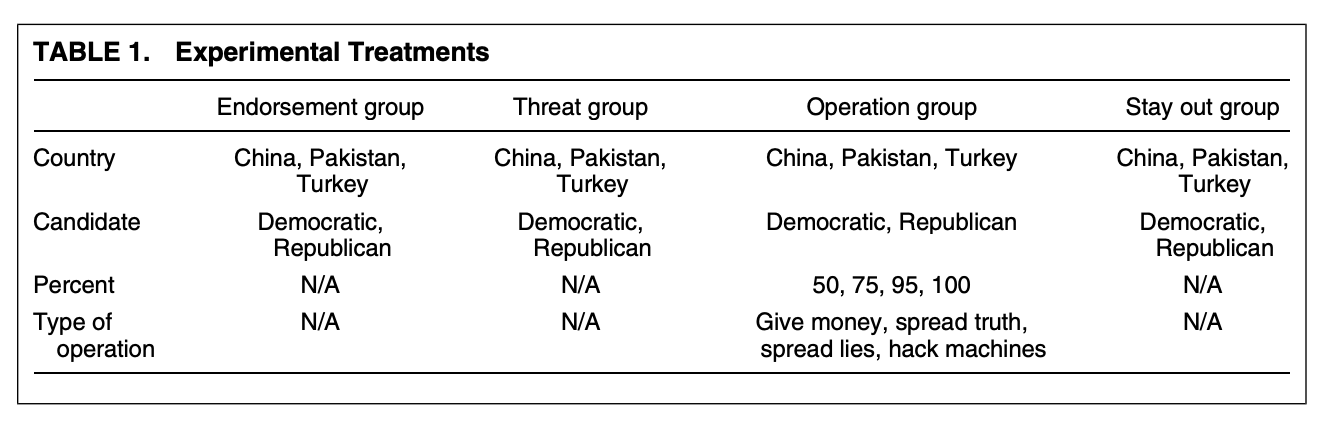 TABLE 1. Experimental Treatments
Endorsement group Threat group Operation group Stay out group
Country China, Pakistan, China, Pakistan, China, Pakistan, Turkey China, Pakistan,
Turkey Turkey Turkey
Candidate Democratic, Democratic, Democratic, Republican Democratic,
Republican Republican Republican
Percent N/A N/A 50, 75, 95, 100 N/A
Type of N/A N/A Give money, spread truth, N/A
operation spread lies, hack machines